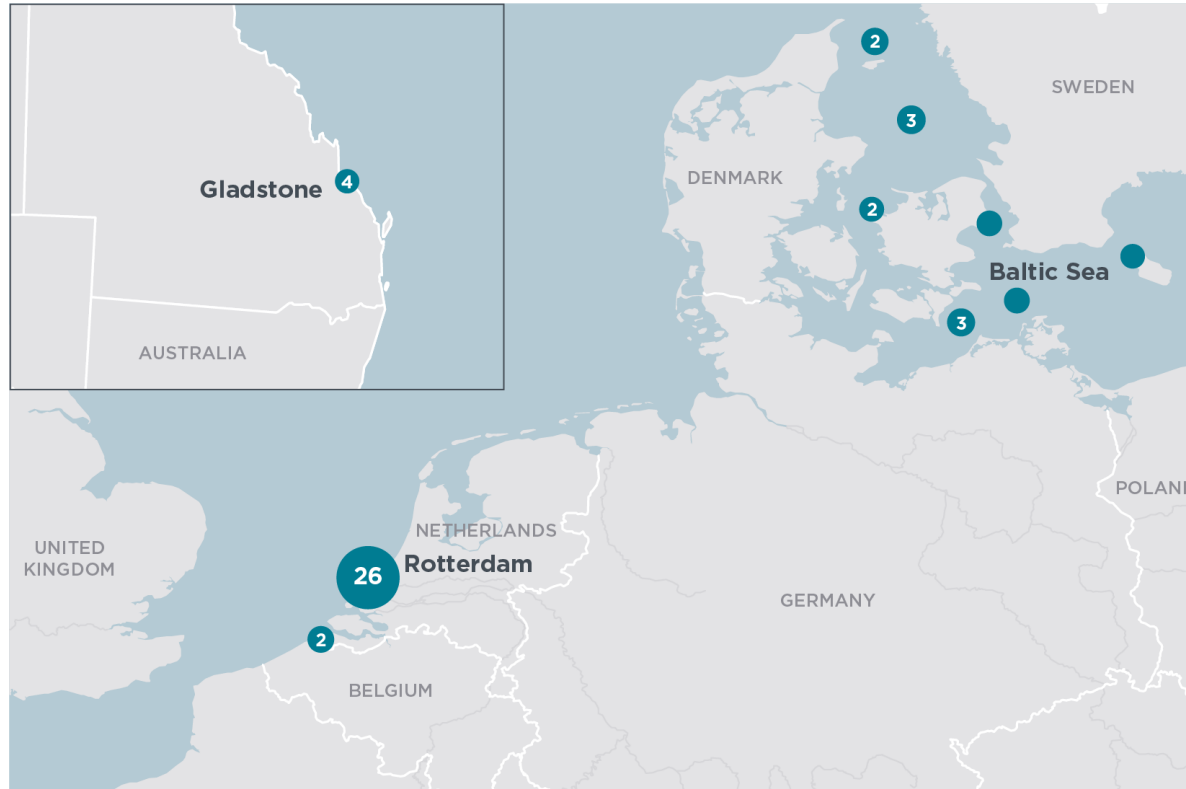 2
SWEDEN
3
Gladstone
4
DENMARK
2
Baltic Sea
3
AUSTRALIA
POLAN
NETHERLANDS
UNITED
KINGDOM
Rotterdam
26
GERMANY
2
BELGIUM